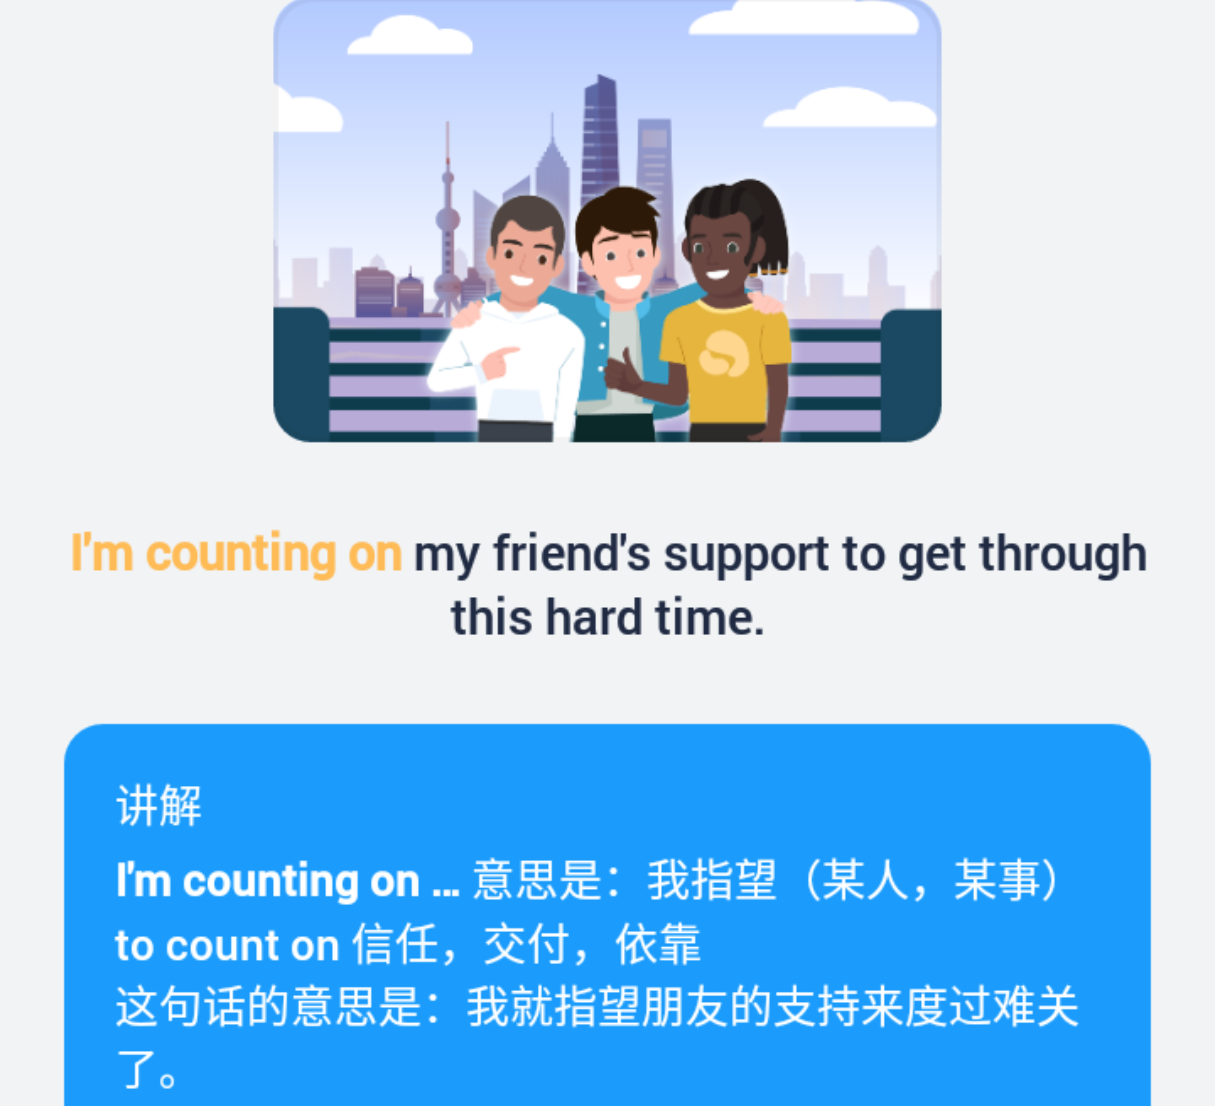 I'm counting on my friend's support to get through
this hard time.
讲解
I'm counting on ... 意思是：我指望（某人，某事）
to count on 信任，交付，依靠
这句话的意思是：我就指望朋友的支持来度过难关
了。